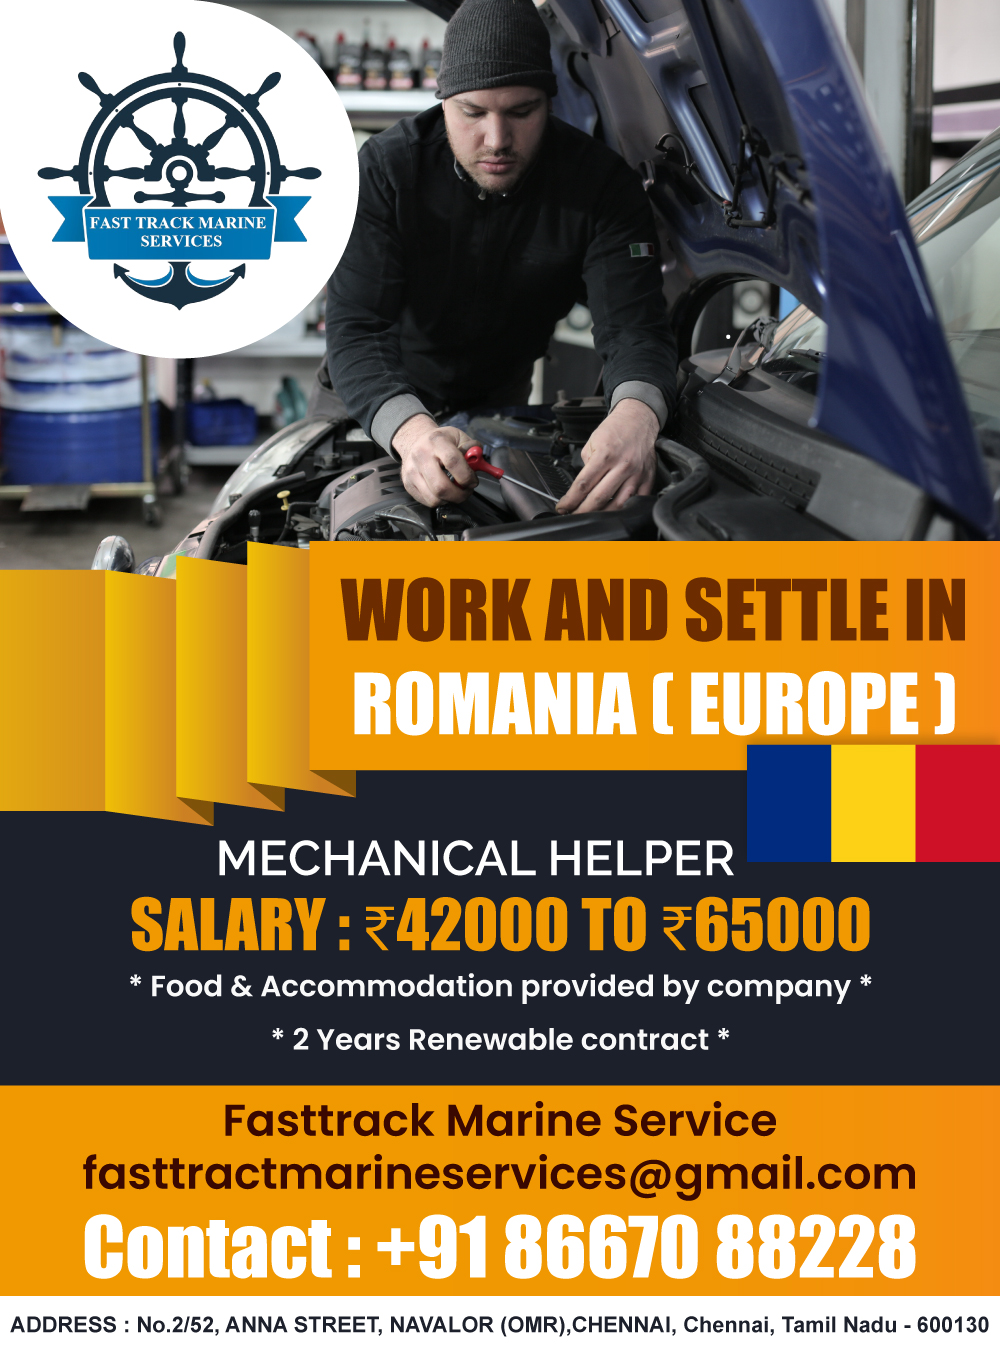 FAST TRACK MARINE
SERVICES
WORK AND SETTLE IN
ROMANIA ( EUROPE )
MECHANICAL HELPER
SALARY : ₹42000 TO ₹65000
* Food & Accommodation provided by company *
* 2 Years Renewable contract *
Fasttrack Marine Service
fasttractmarineservices@gmail.com
Contact : +91 86670 88228
ADDRESS : No.2/52, ANNA STREET, NAVALOR (OMR),CHENNAI, Chennai, Tamil Nadu - 600130